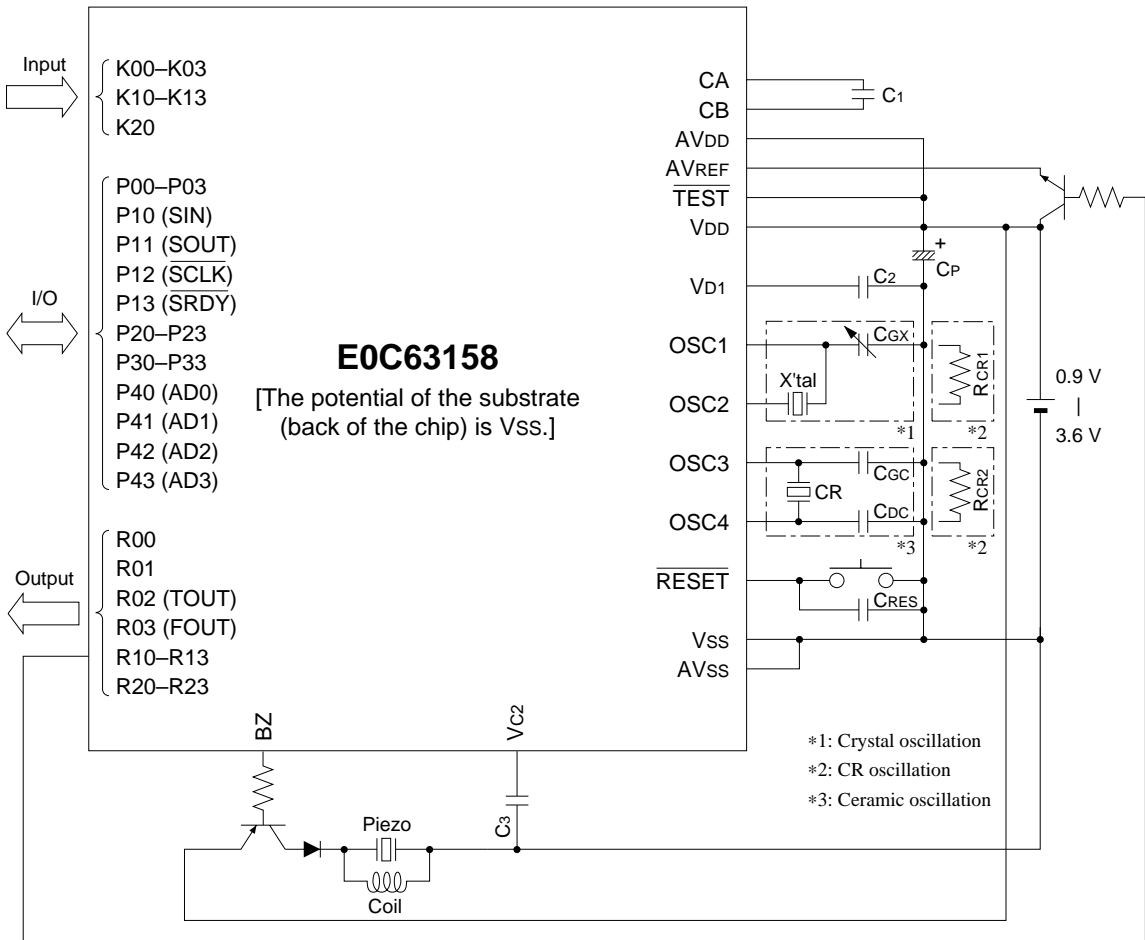 Input
K00–K03
K10–K13
K20
I/O
P00–P03
P10 (SIN)
P11 (SOUT)
P12 (SCLK)
P13 (SRDY)
P20–P23
P30–P33
P40 (AD0)
P41 (AD1)
P42 (AD2)
P43 (AD3)
Output
R00
R01
R02 (TOUT)
R03 (FOUT)
R10–R13
R20–R23
E0C63158
[The potential of the substrate
(back of the chip) is VSS.]
CA
CB
AVDD
AVREF
TEST
VDD
VD1
OSC1
OSC2
OSC3
OSC4
RESET
VSS
AVSS
C1
+
CP
C2
CGX
X'tal
*1
RCR1
*2
CGC
CR
CDC
*3
RCR2
*2
CRES
0.9 V
|
3.6 V
BZ
VC2
C3
Piezo
Coil
*1: Crystal oscillation
*2: CR oscillation
*3: Ceramic oscillation